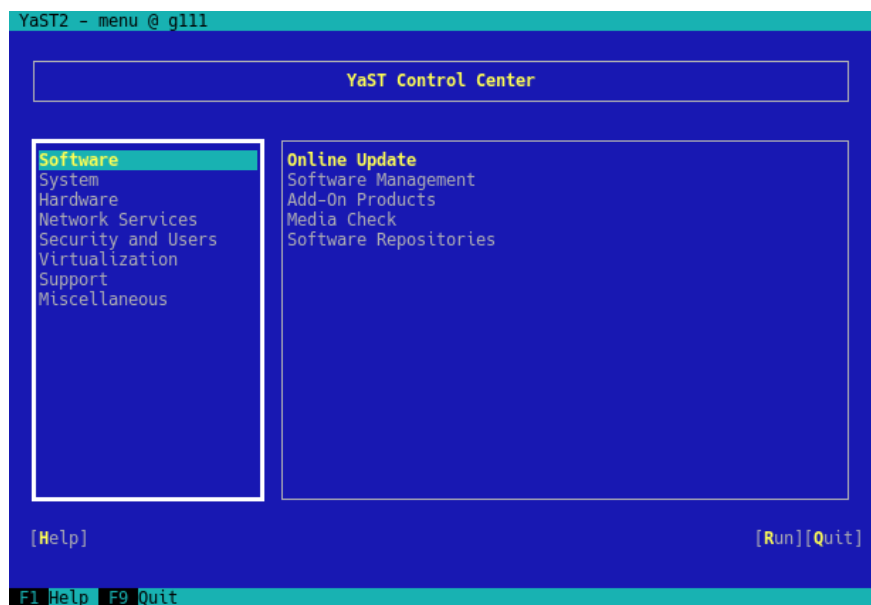 YaST2 - menu @ g111
YaST Control Center
Software
System
Hardware
Network Services
Security and Users
Virtualization
Support
Miscellaneous
Online Update
Software Management
Add-On Products
Media Check
Software Repositories
[Help] [Run][Quit]
F1 Help F9 Quit